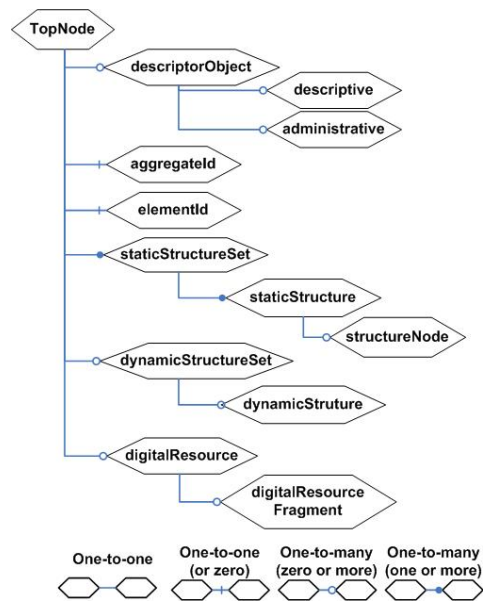 TopNode
descriptorObject
descriptive
administrative
aggregateId
elementId
staticStructureSet
staticStructure
structureNode
dynamicStructureSet
dynamicStruture
digitalResource
digitalResource
Fragment
One-to-one
One-to-one
(or zero)
One-to-many
(zero or more)
One-to-many
(one or more)